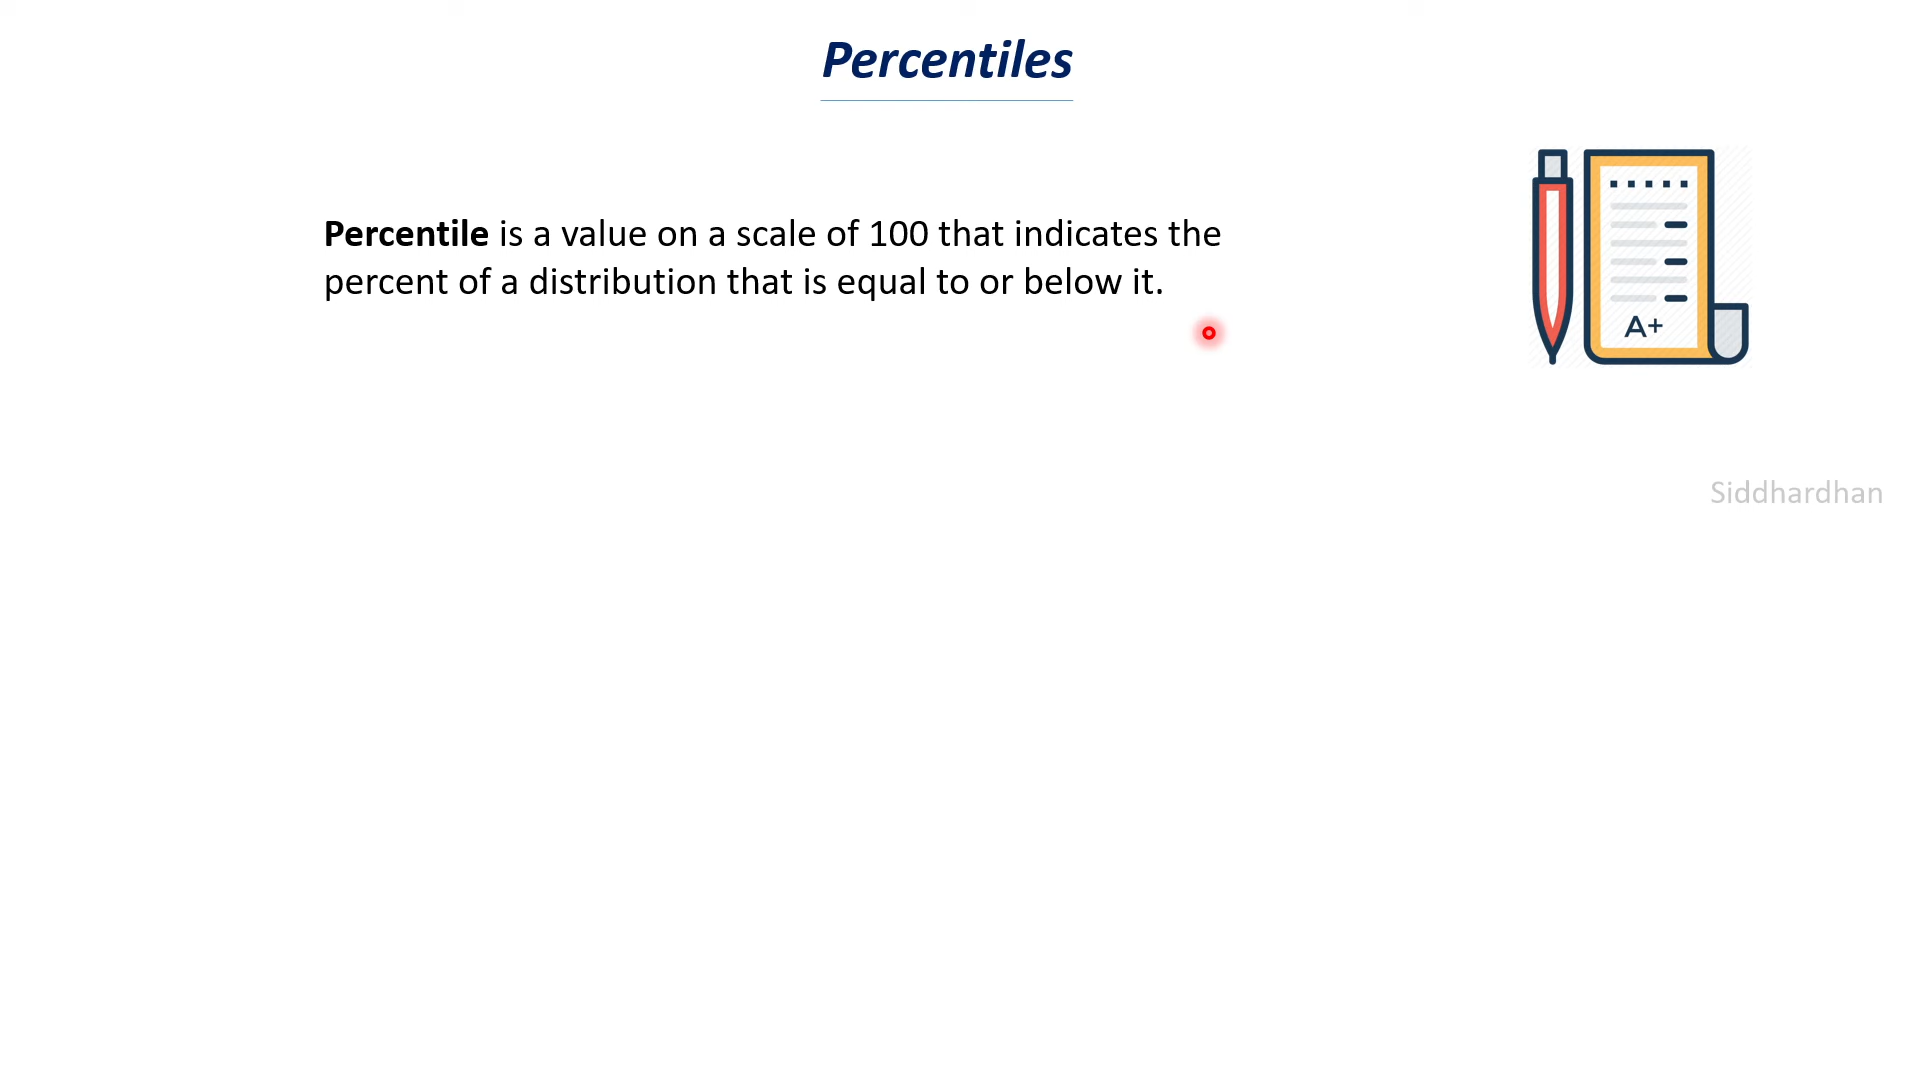 Percentiles
Percentile is a value on a scale of 100 that indicates the
percent of a distribution that is equal to or below it.
A+
Siddhardhan